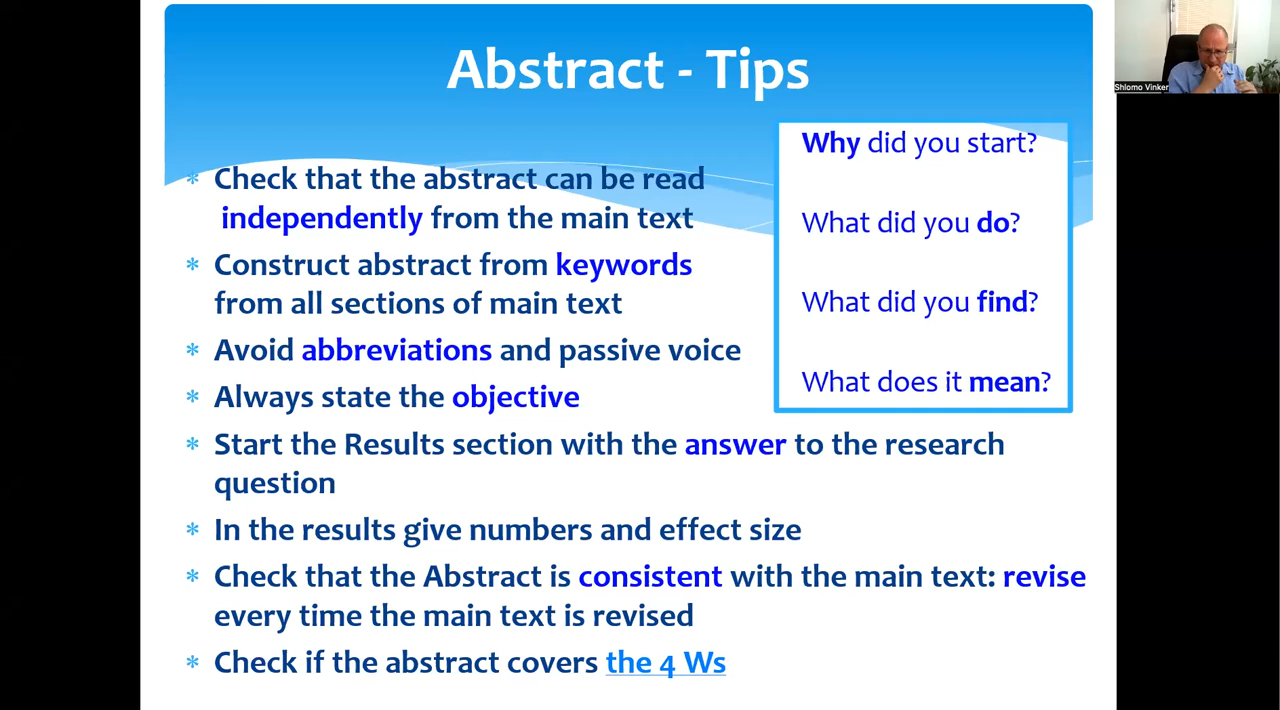 Abstract - Tips
Check that the abstract can be read
independently from the main text
Construct abstract from keywords
from all sections of main text
Avoid abbreviations and passive voice
Always state the objective
Start the Results section with the answer to the research
question
In the results give numbers and effect size
Check that the Abstract is consistent with the main text: revise
every time the main text is revised
Check if the abstract covers the 4 Ws
Why did you start?
What did you do?
What did you find?
What does it mean?
Shlomo Vinker